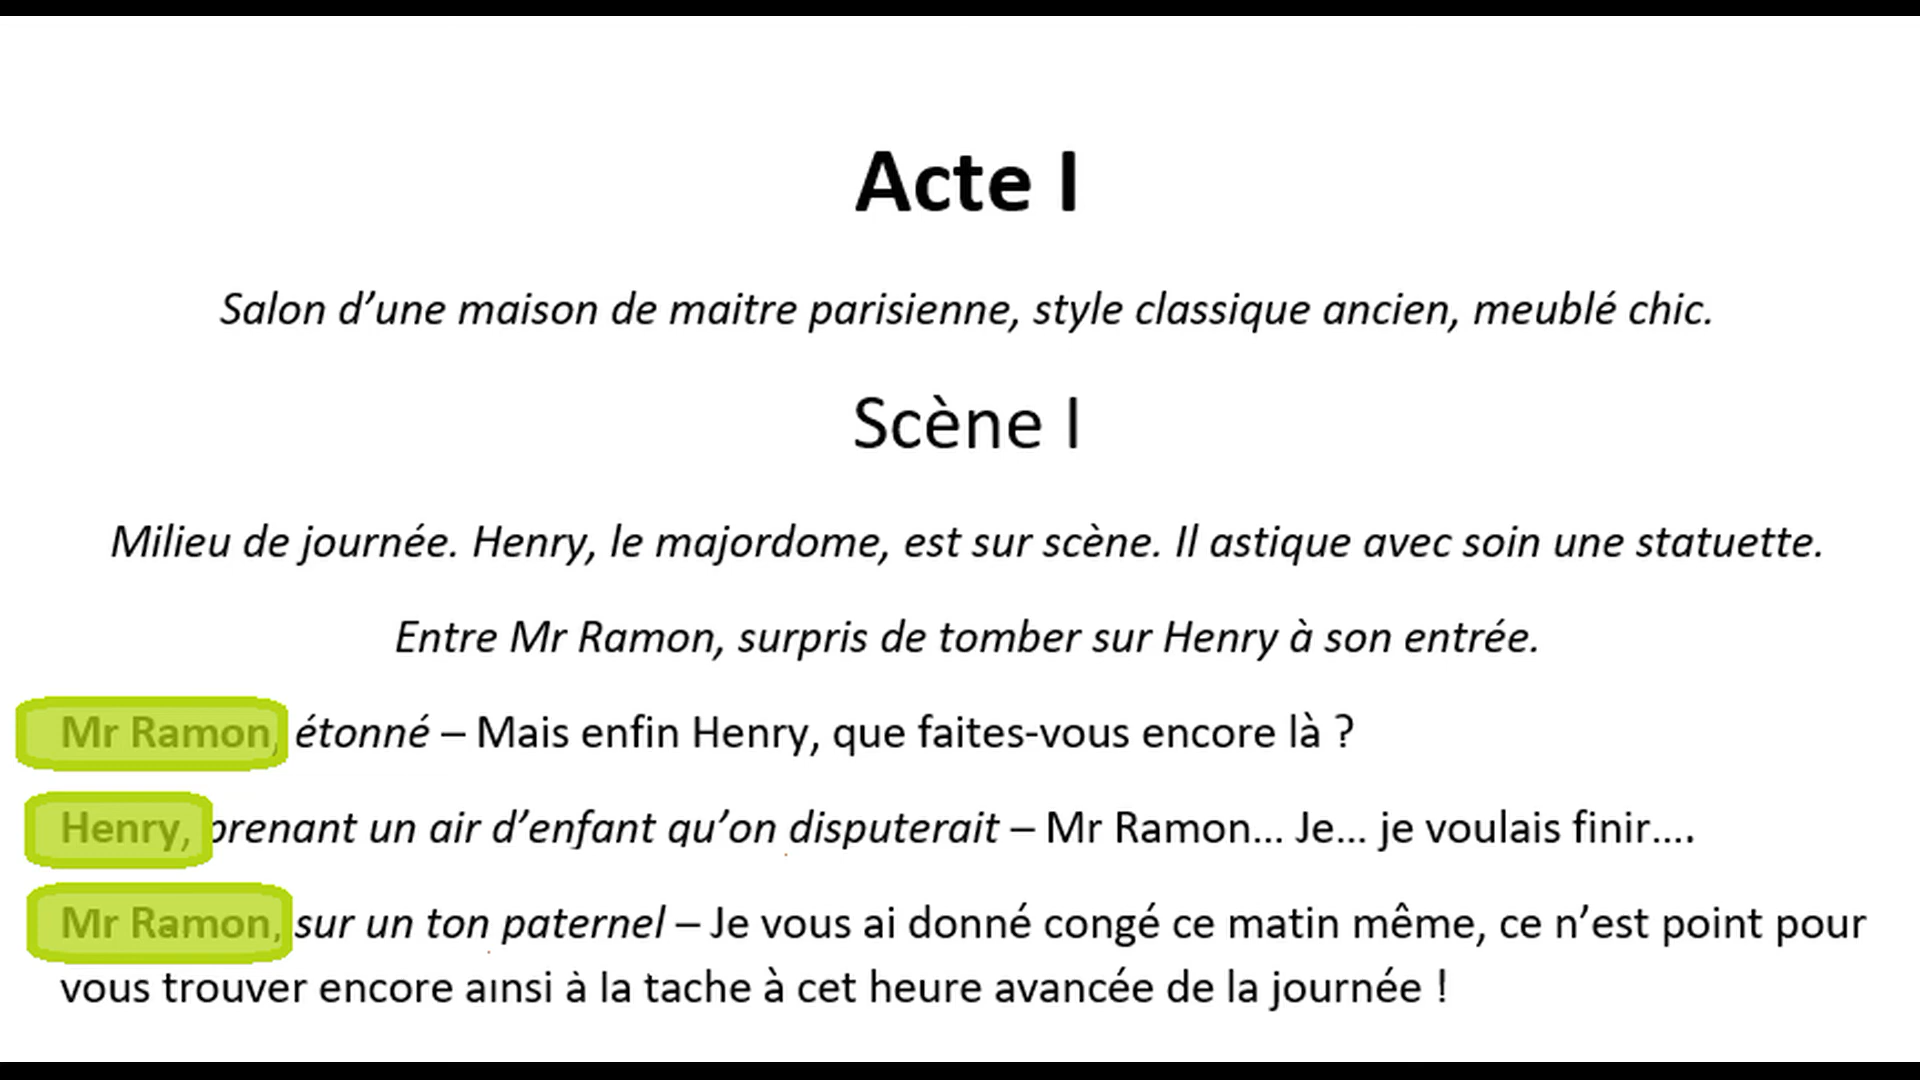 Acte I
Salon d’une maison de maitre parisienne, style classique ancien, meublé chic.
Scène I
Milieu de journée. Henry, le majordome, est sur scène. Il astique avec soin une statuette.
Entre Mr Ramon, surpris de tomber sur Henry à son entrée.
Mr Ramon, étonné – Mais enfin Henry, que faites-vous encore là ?
Henry, prenant un air d’enfant qu’on disputerait – Mr Ramon... Je... je voulais finir....
Mr Ramon, sur un ton paternel – Je vous ai donné congé ce matin même, ce n’est point pour
vous trouver encore ainsi à la tache à cet heure avancée de la journée !